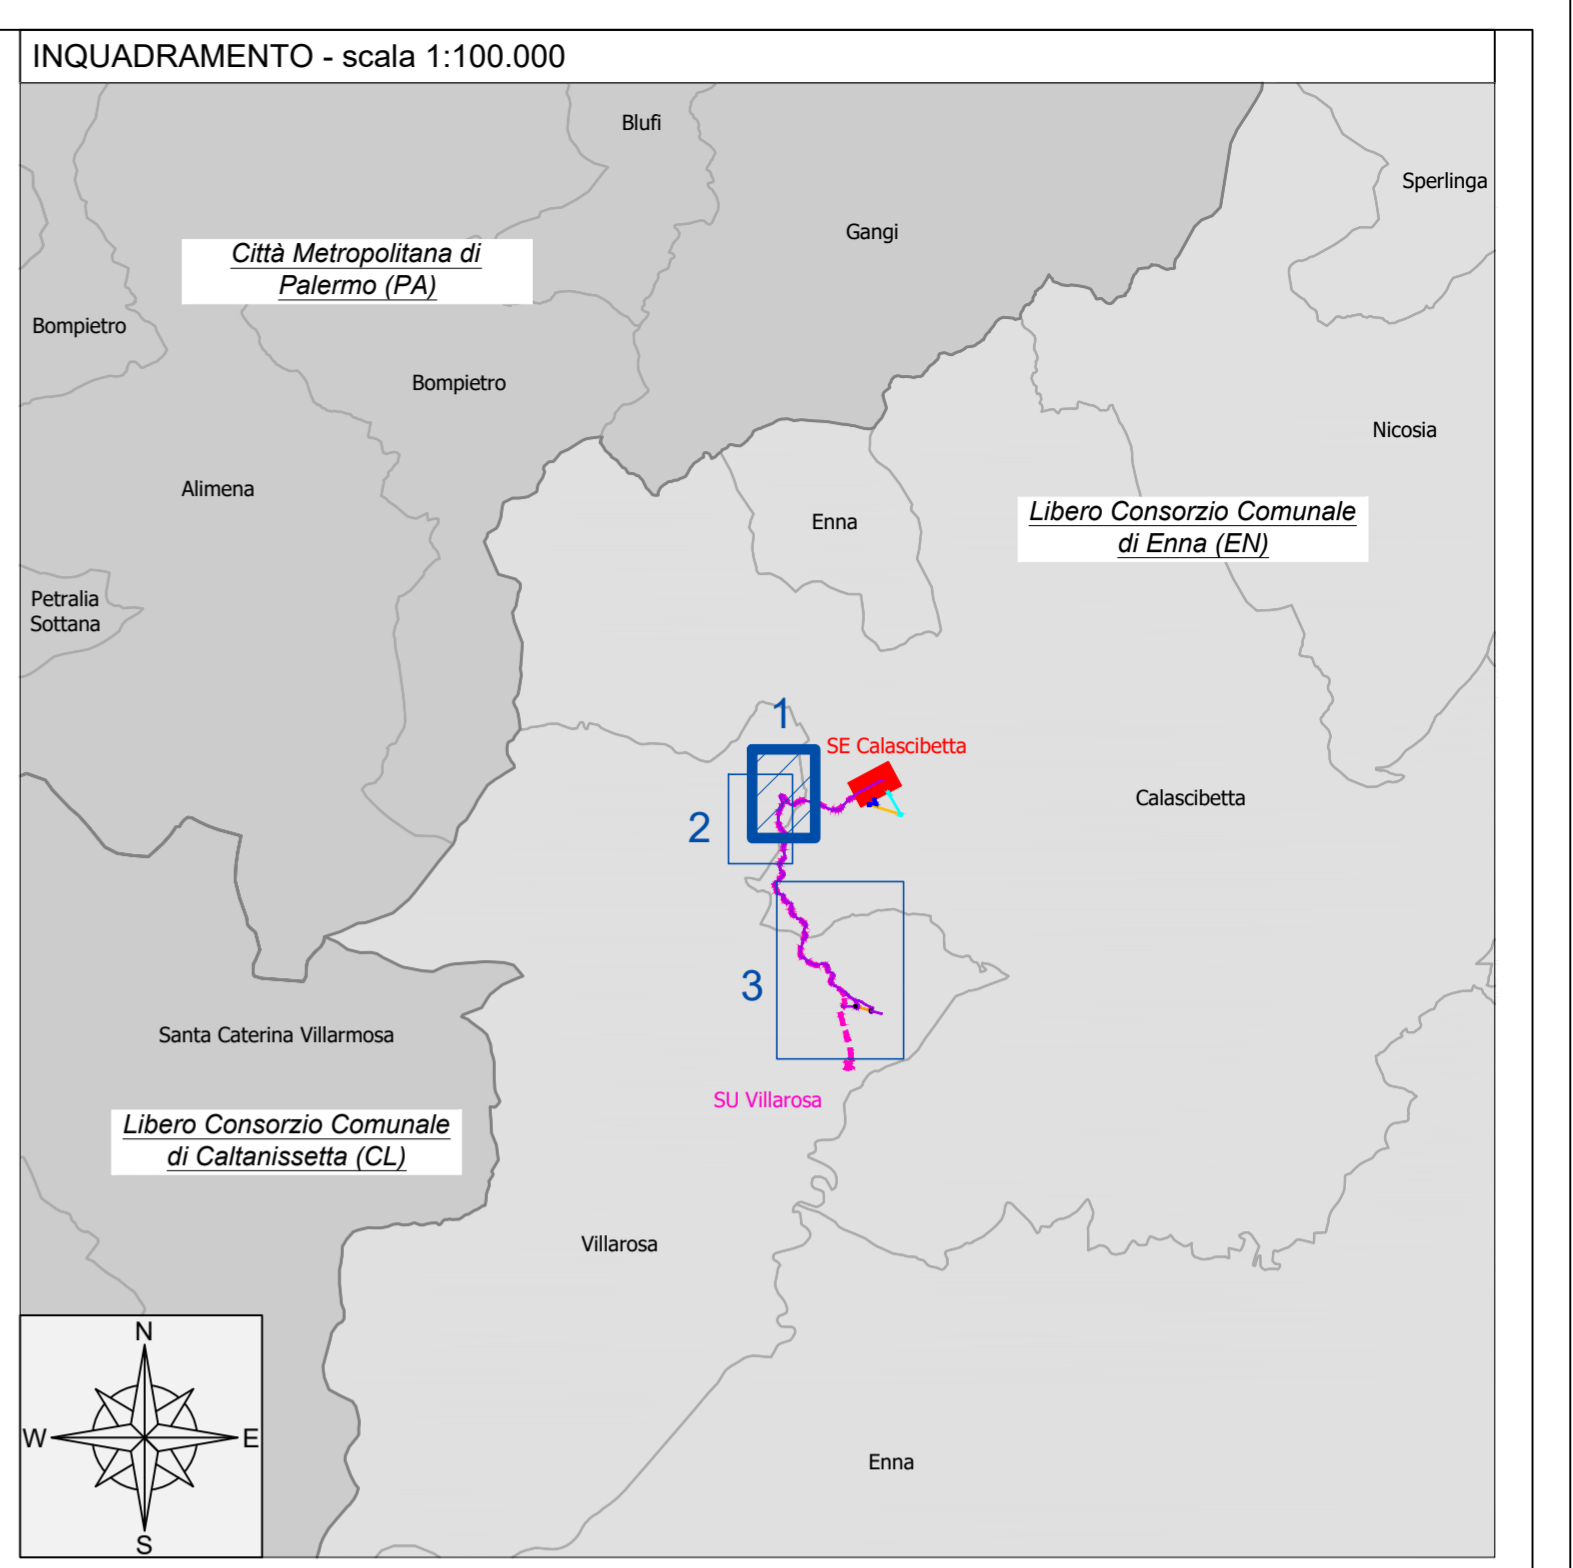 INQUADRAMENTO - scala 1:100.000
Blufi
Sperlinga
Gangi
Città Metropolitana di
Palermo (PA)
Bompietro
Bompietro
Nicosia
Alimena
Enna
Libero Consorzio Comunale
di Enna (EN)
Petralia
Sottana
1
SE Calascibetta
Calascibetta
2
3
Santa Caterina Villarmosa
SU Villarosa
Libero Consorzio Comunale
di Caltanissetta (CL)
Villarosa
N
W
E
S
Enna